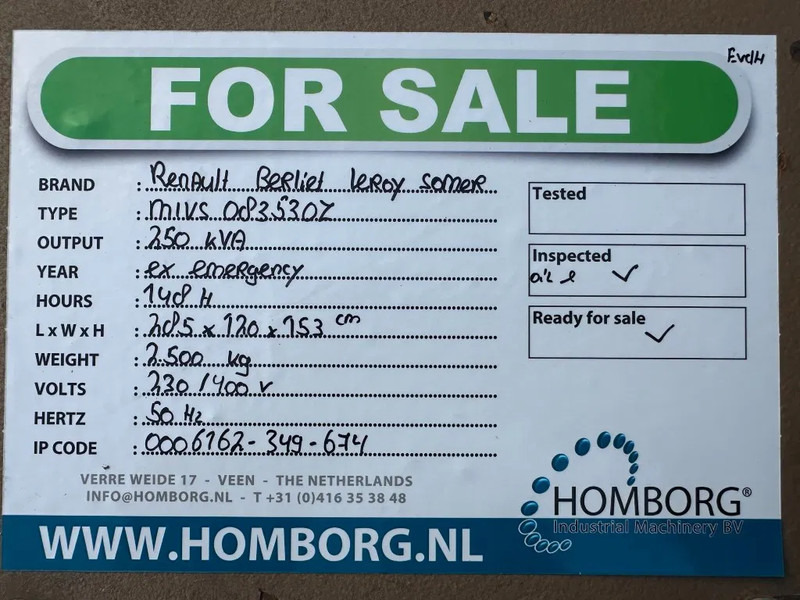 EvdH
FOR SALE
BRAND : Renault Berliet Leroy Somer
TYPE : MIVS 083530Z
OUTPUT : 250 kVA
YEAR : ex emergency
HOURS : 148 H
L x W x H : 285 x 120 x 153 cm
WEIGHT : 2.500 kg
VOLTS : 230/400 v
HERTZ : 50 Hz
IP CODE : 0006162-349-674
Tested
Inspected
✓
Ready for sale
✓
VERRE WEIDE 17 - VEEN - THE NETHERLANDS
INFO@HOMBORG.NL - T +31 (0)416 35 38 48
HOMBORG®
Industrial Machinery BV
WWW.HOMBORG.NL